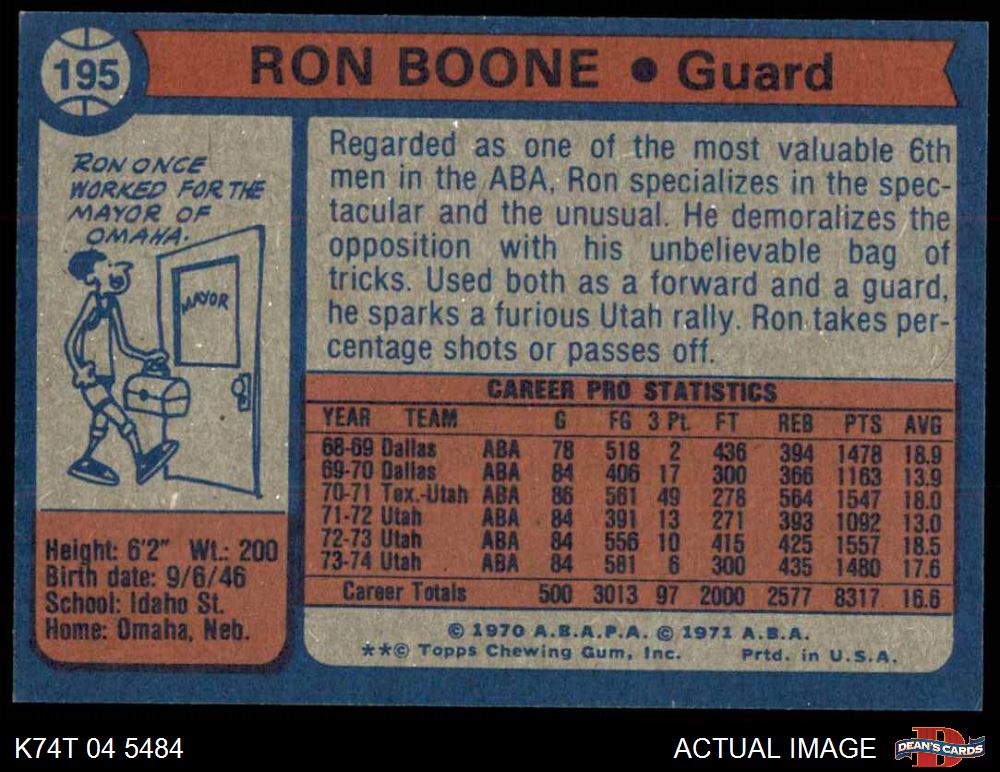 195
RON BOONE • Guard
RON ONCE
WORKED FOR THE
MAYOR OF
OMAHA.
MAYOR
Height: 6'2" Wt.: 200
Birth date: 9/6/46
School: Idaho St.
Home: Omaha, Neb.
Regarded as one of the most valuable 6th
men in the ABA, Ron specializes in the spec-
tacular and the unusual. He demoralizes the
opposition with his unbelievable bag of
tricks. Used both as a forward and a guard,
he sparks a furious Utah rally. Ron takes per-
centage shots or passes off.
CAREER PRO STATISTICS
YEAR TEAM G FG 3 Pt. FT REB PTS AVG
68-69 Dallas ABA 78 518 2 436 394 1478 18.9
69-70 Dallas ABA 84 406 17 300 366 1163 13.9
70-71 Tex.-Utah ABA 86 561 49 278 564 1547 18.0
71-72 Utah ABA 84 391 13 271 393 1092 13.0
72-73 Utah ABA 84 556 10 415 425 1557 18.5
73-74 Utah ABA 84 581 6 300 435 1480 17.6
Career Totals 500 3013 97 2000 2577 8317 16.6
© 1970 A.B.A.P.A. © 1971 A.B.A.
**© Topps Chewing Gum, Inc. Prtd. in U.S.A.
K74T 04 5484
ACTUAL IMAGE
D
DEAN'S CARDS